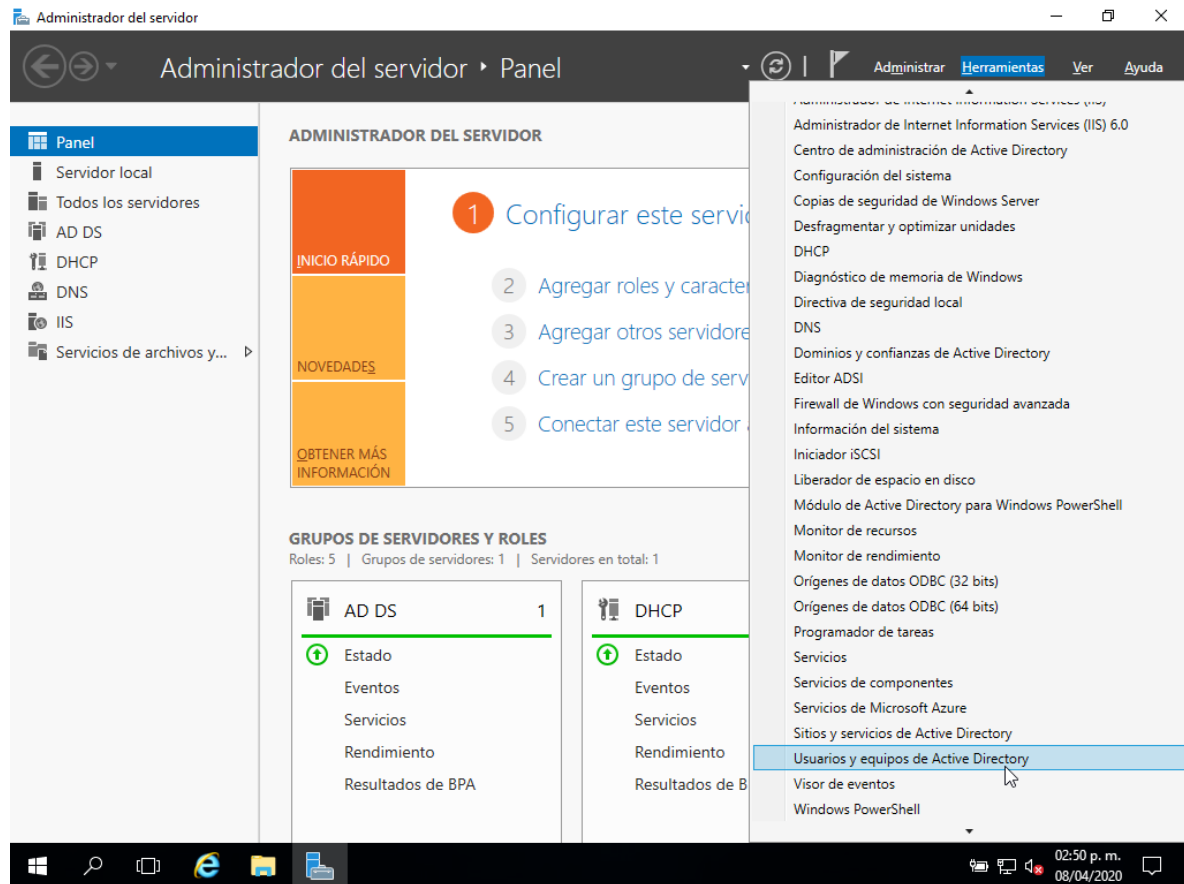 Administrador del servidor
Administrador del servidor ‣ Panel
Administrar Herramientas Ver Ayuda
Panel
Servidor local
Todos los servidores
AD DS
DHCP
DNS
IIS
Servicios de archivos y...
ADMINISTRADOR DEL SERVIDOR
INICIO RÁPIDO
NOVEDADES
OBTENER MÁS
INFORMACIÓN
1 Configurar este servi
2 Agregar roles y caracter
3 Agregar otros servidore
4 Crear un grupo de serv
5 Conectar este servidor
GRUPOS DE SERVIDORES Y ROLES
Roles: 5 | Grupos de servidores: 1 | Servidores en total: 1
AD DS 1
Estado
Eventos
Servicios
Rendimiento
Resultados de BPA
DHCP
Estado
Eventos
Servicios
Rendimiento
Resultados de B
Administrador de Internet Information Services (IIS)
Administrador de Internet Information Services (IIS) 6.0
Centro de administración de Active Directory
Configuración del sistema
Copias de seguridad de Windows Server
Desfragmentar y optimizar unidades
DHCP
Diagnóstico de memoria de Windows
Directiva de seguridad local
DNS
Dominios y confianzas de Active Directory
Editor ADSI
Firewall de Windows con seguridad avanzada
Información del sistema
Iniciador iSCSI
Liberador de espacio en disco
Módulo de Active Directory para Windows PowerShell
Monitor de recursos
Monitor de rendimiento
Orígenes de datos ODBC (32 bits)
Orígenes de datos ODBC (64 bits)
Programador de tareas
Servicios
Servicios de componentes
Servicios de Microsoft Azure
Sitios y servicios de Active Directory
Usuarios y equipos de Active Directory
Visor de eventos
Windows PowerShell
02:50 p. m.
08/04/2020